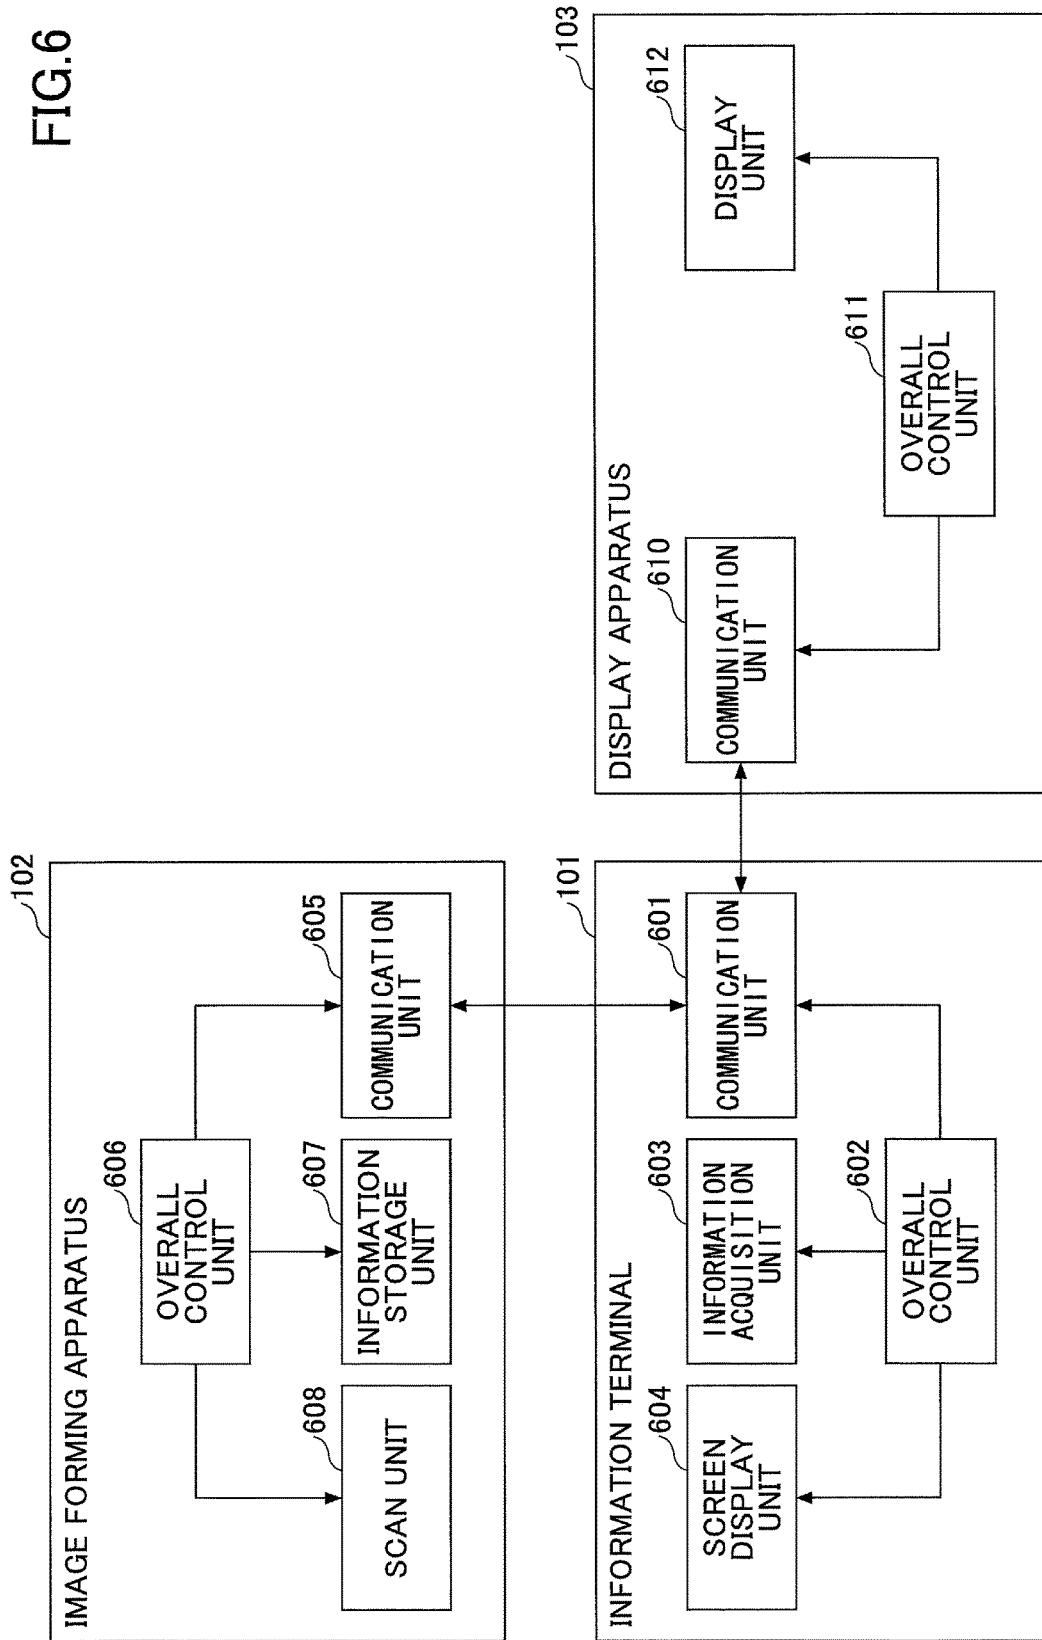 FIG.6
IMAGE FORMING APPARATUS
102
606
OVERALL
CONTROL
UNIT
608
SCAN UNIT
607
INFORMATION
STORAGE
UNIT
605
COMMUNICATION
UNIT
INFORMATION TERMINAL
101
604
SCREEN
DISPLAY
UNIT
603
INFORMATION
ACQUISITION
UNIT
601
COMMUNICATION
UNIT
602
OVERALL
CONTROL
UNIT
DISPLAY APPARATUS
103
610
COMMUNICATION
UNIT
612
DISPLAY
UNIT
611
OVERALL
CONTROL
UNIT